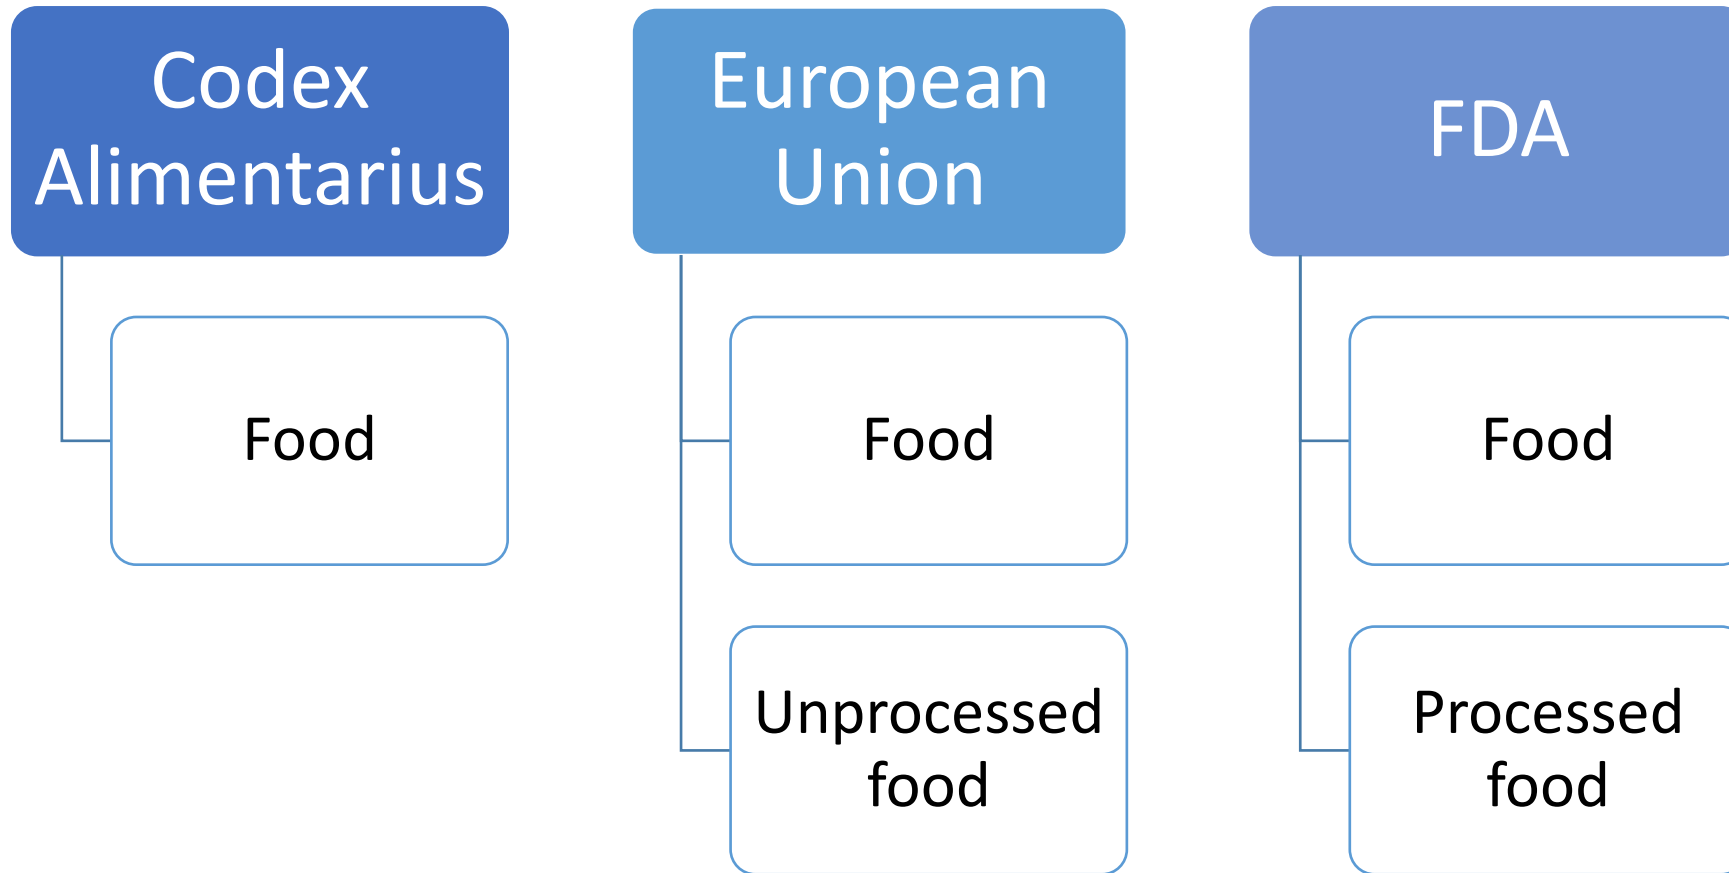 Codex
Alimentarius
Food
European
Union
Food
Unprocessed
food
FDA
Food
Processed
food